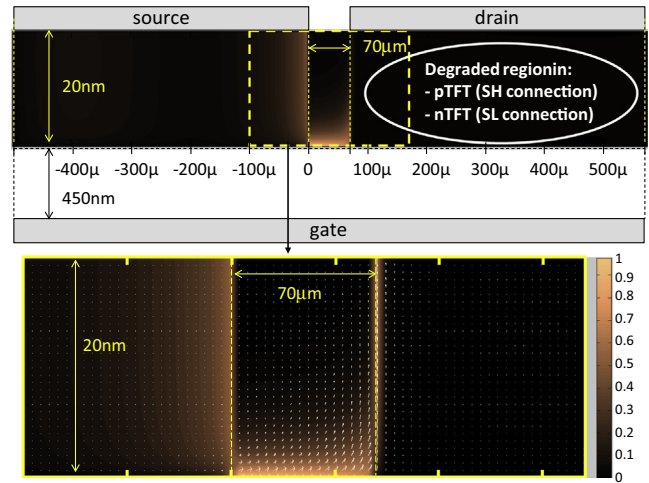 source drain
70μm
20nm
Degraded regionin:
- pTFT (SH connection)
- nTFT (SL connection)
-400μ -300μ -200μ -100μ 0 100μ 200μ 300μ 400μ 500μ
450nm
gate
70μm
20nm
1
0.9
0.8
0.7
0.6
0.5
0.4
0.3
0.2
0.1
0